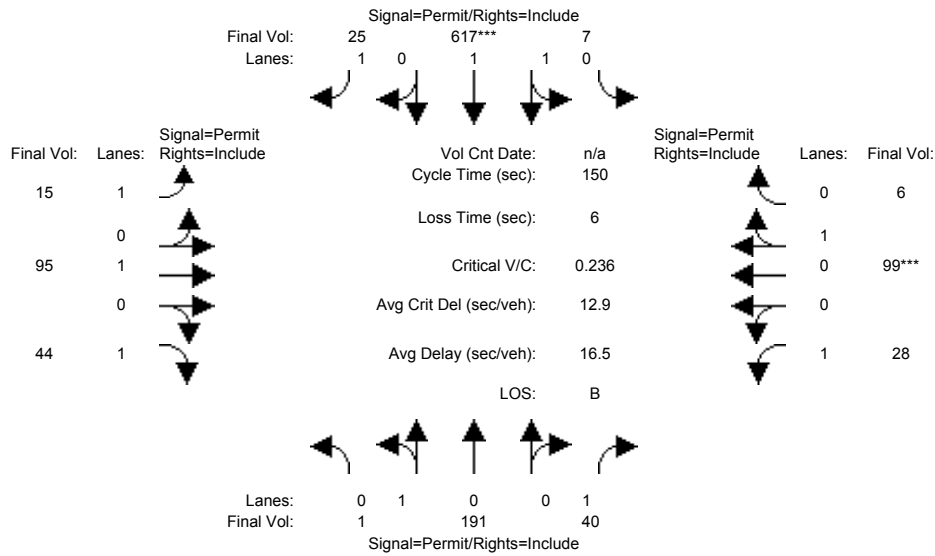 Signal=Permit/Rights=Include
Final Vol: 25 617*** 7
Lanes: 1 0 1 1 0
Signal=Permit
Final Vol: Lanes: Rights=Include
Vol Cnt Date: n/a
Signal=Permit
Rights=Include Lanes: Final Vol:
Cycle Time (sec): 150
15 1
0 6
Loss Time (sec): 6
0
1
95 1
Critical V/C: 0.236
0 99***
0
Avg Crit Del (sec/veh): 12.9
0
44 1
Avg Delay (sec/veh): 16.5
1 28
LOS: B
Lanes: 0 1 0 0 1
Final Vol: 1 191 40
Signal=Permit/Rights=Include